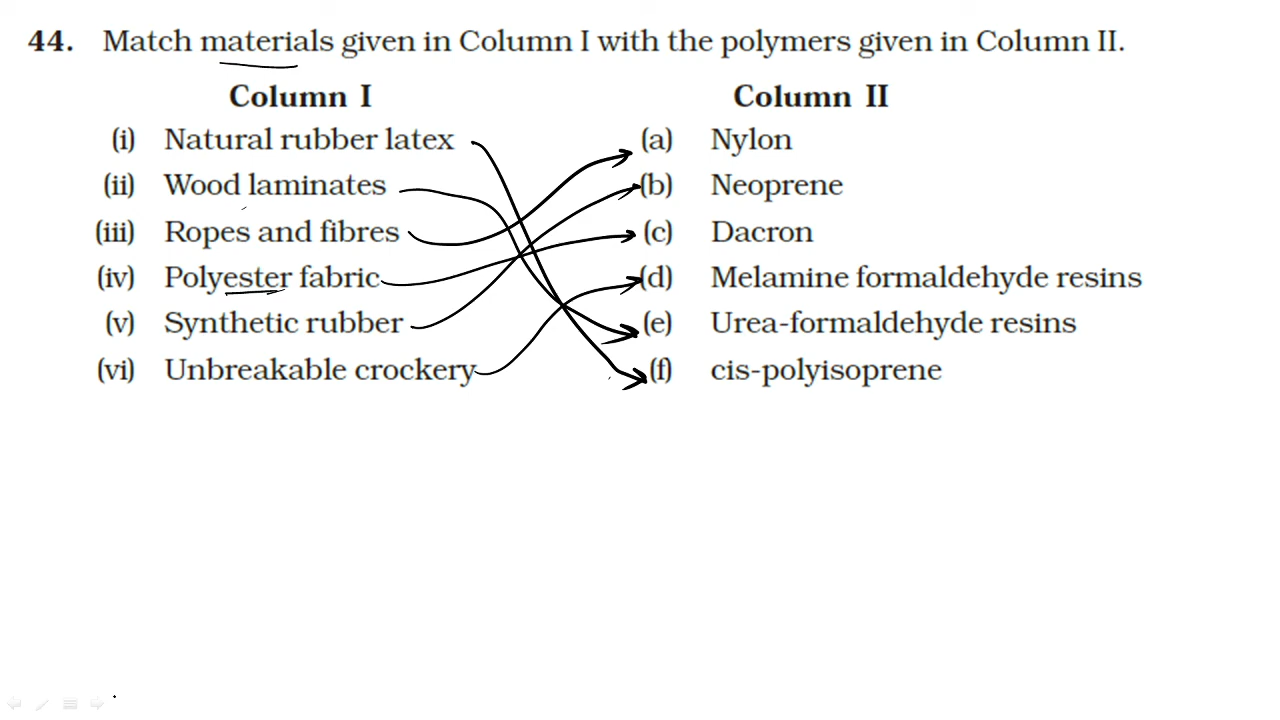 44. Match materials given in Column I with the polymers given in Column II.
Column I Column II
(i) Natural rubber latex (a) Nylon
(ii) Wood laminates (b) Neoprene
(iii) Ropes and fibres (c) Dacron
(iv) Polyester fabric (d) Melamine formaldehyde resins
(v) Synthetic rubber (e) Urea-formaldehyde resins
(vi) Unbreakable crockery (f) cis-polyisoprene